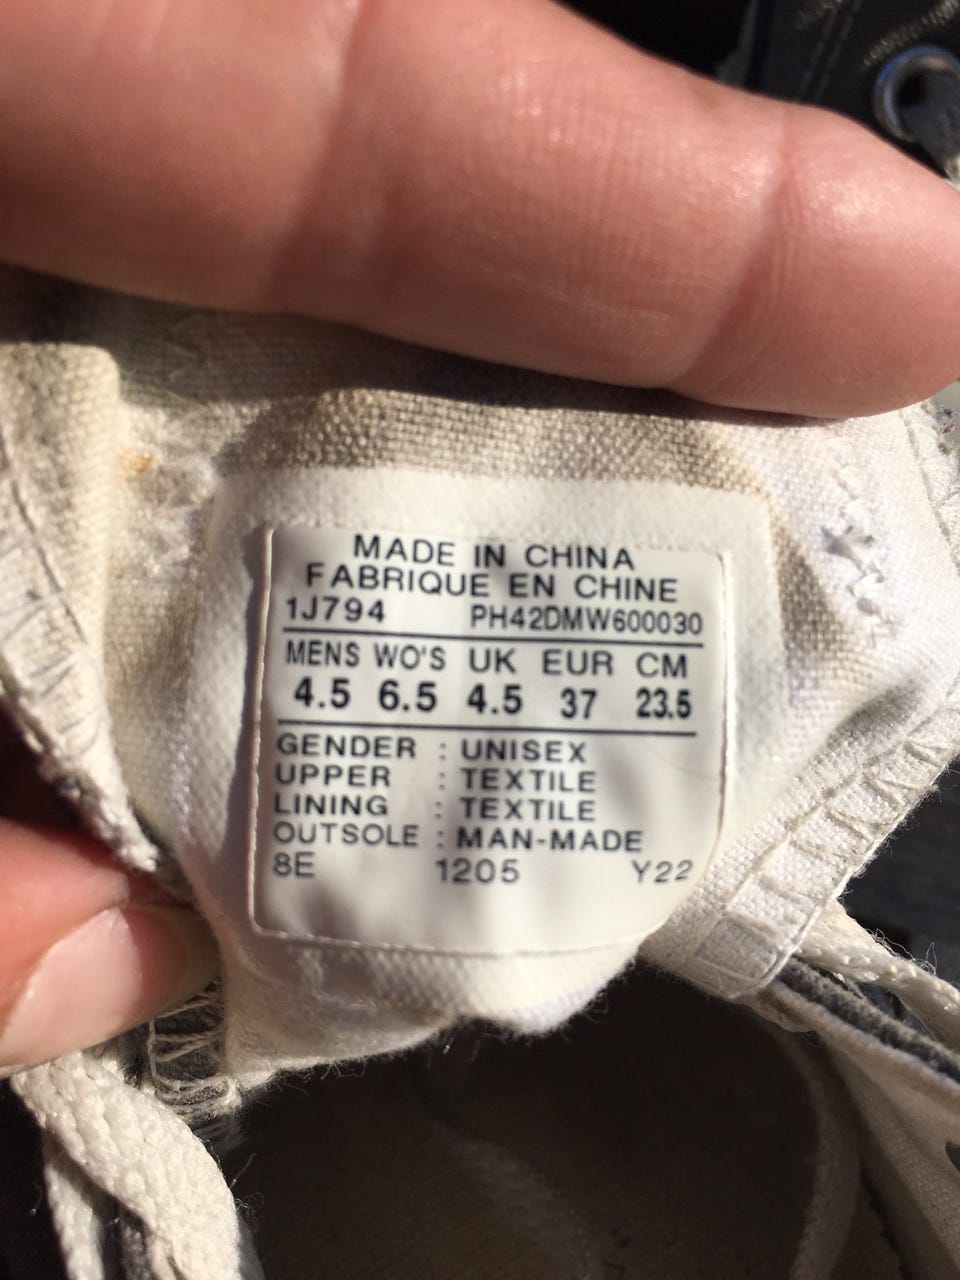 MADE IN CHINA
FABRIQUE EN CHINE
1J794 PH42DMW600030
MENS WO'S UK EUR CM
4.5 6.5 4.5 37 23.5
GENDER : UNISEX
UPPER : TEXTILE
LINING : TEXTILE
OUTSOLE : MAN-MADE
8E 1205 Y22